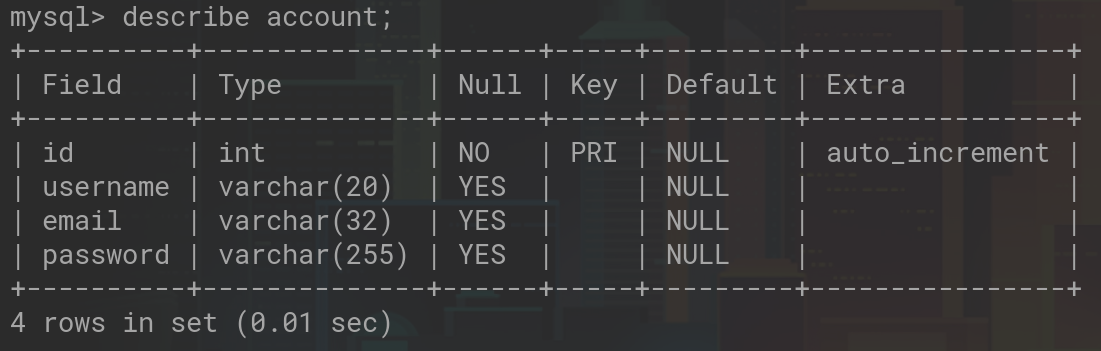 mysql> describe account;
+----------+--------------+------+-----+---------+----------------+
| Field    | Type         | Null | Key | Default | Extra          |
+----------+--------------+------+-----+---------+----------------+
| id       | int          | NO   | PRI | NULL    | auto_increment |
| username | varchar(20)  | YES  |     | NULL    |                |
| email    | varchar(32)  | YES  |     | NULL    |                |
| password | varchar(255) | YES  |     | NULL    |                |
+----------+--------------+------+-----+---------+----------------+
4 rows in set (0.01 sec)